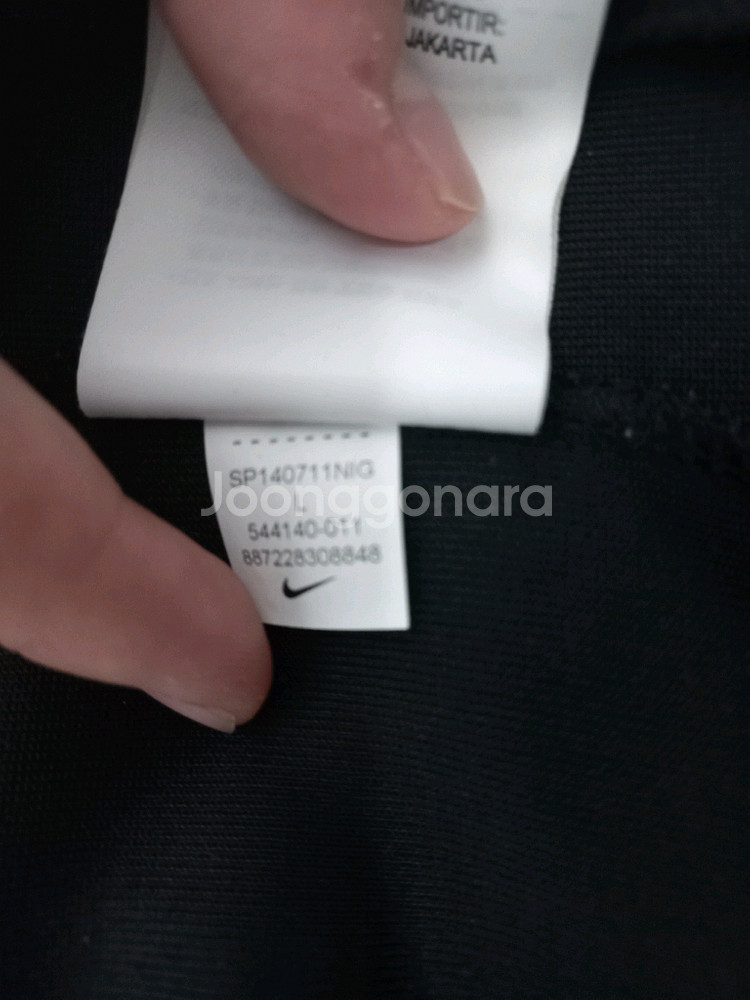 IMPORTIR:
JAKARTA
SP140711NIG
Joonggonara
L
544140-011
887228308848